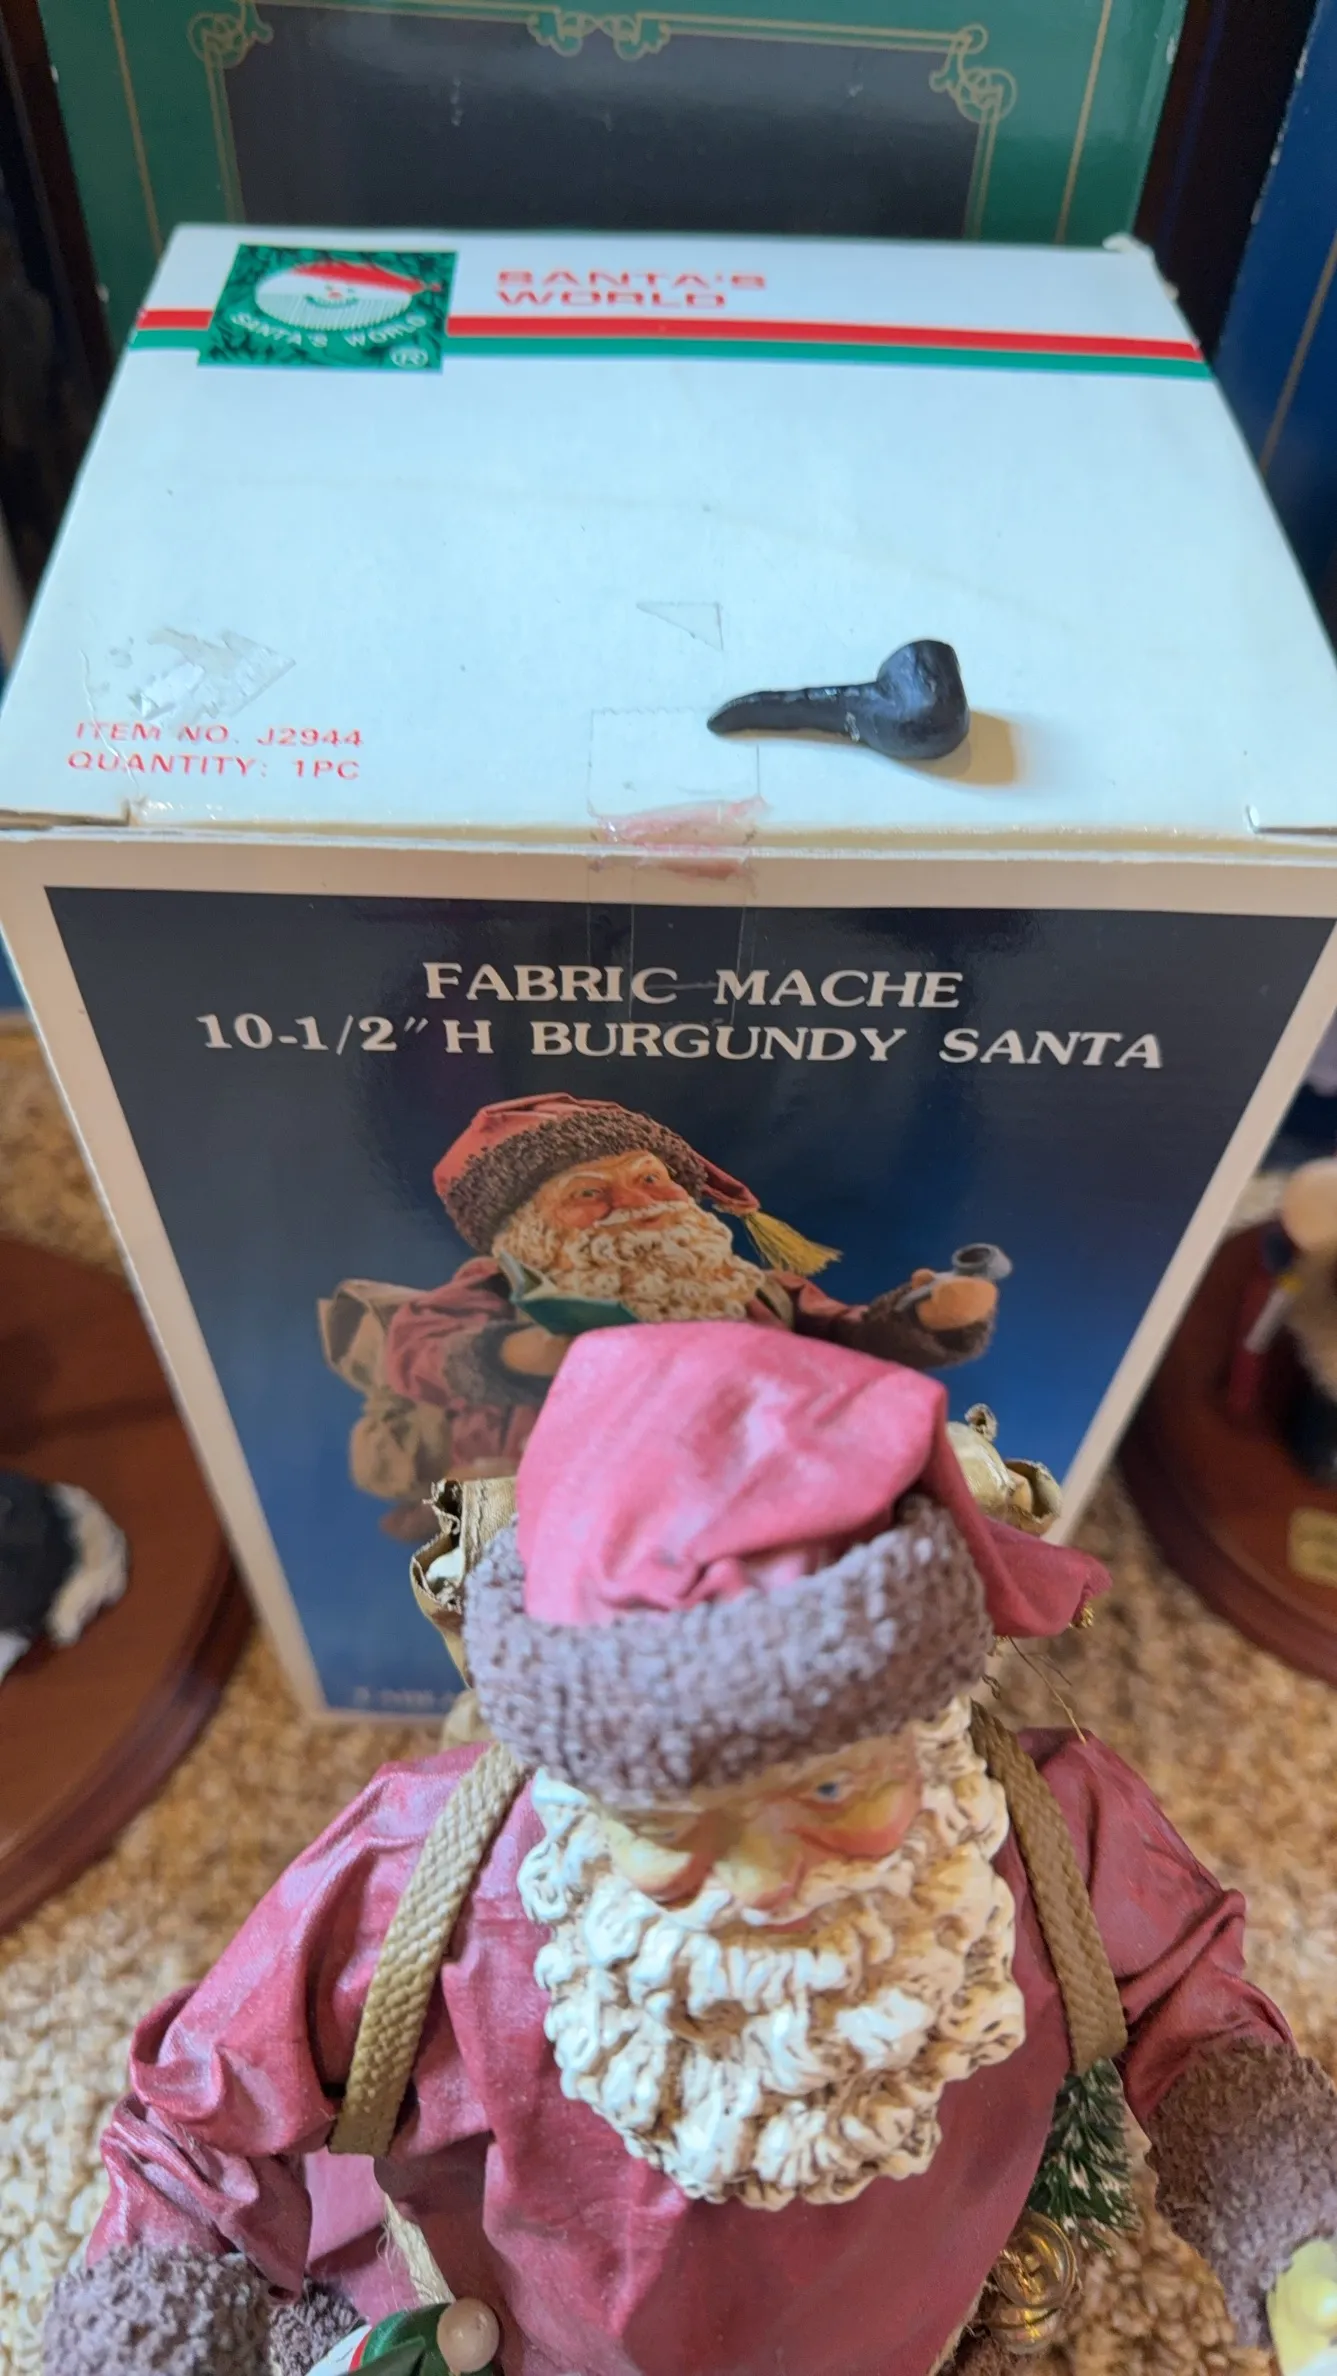 SANTA'S
WORLD
SANTA'S WORLD
®
ITEM NO. J2944
QUANTITY: 1PC
FABRIC MACHE
10-1/2" H BURGUNDY SANTA